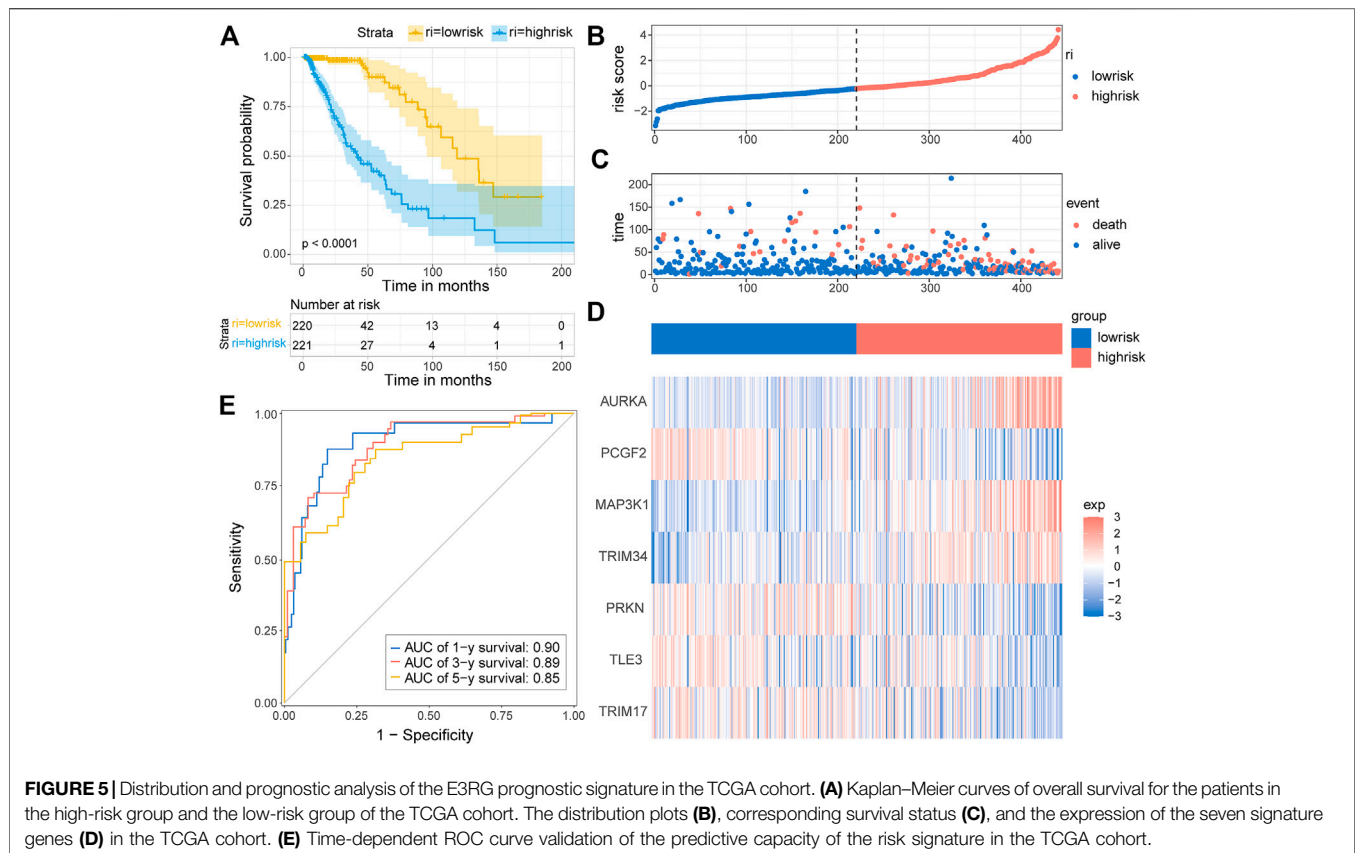 A
Strata ri=lowrisk ri=highrisk
1.00
0.75
0.50
0.25
0.00
Survival probability
p < 0.0001
0 50 100 150 200
Time in months
Number at risk
Strata
ri=lowrisk 220 42 13 4 0
ri=highrisk 221 27 4 1 1
0 50 100 150 200
Time in months
B
risk score
4
2
0
−2
0 100 200 300 400
ri
lowrisk
highrisk
C
time
200
150
100
50
0
0 100 200 300 400
event
death
alive
D
group
lowrisk
highrisk
AURKA
PCGF2
MAP3K1
TRIM34
PRKN
TLE3
TRIM17
exp
3
2
1
0
−1
−2
−3
E
Sensitivity
1.00
0.75
0.50
0.25
0.00
AUC of 1−y survival: 0.90
AUC of 3−y survival: 0.89
AUC of 5−y survival: 0.85
0.00 0.25 0.50 0.75 1.00
1 − Specificity
FIGURE 5 | Distribution and prognostic analysis of the E3RG prognostic signature in the TCGA cohort. (A) Kaplan–Meier curves of overall survival for the patients in
the high-risk group and the low-risk group of the TCGA cohort. The distribution plots (B), corresponding survival status (C), and the expression of the seven signature
genes (D) in the TCGA cohort. (E) Time-dependent ROC curve validation of the predictive capacity of the risk signature in the TCGA cohort.